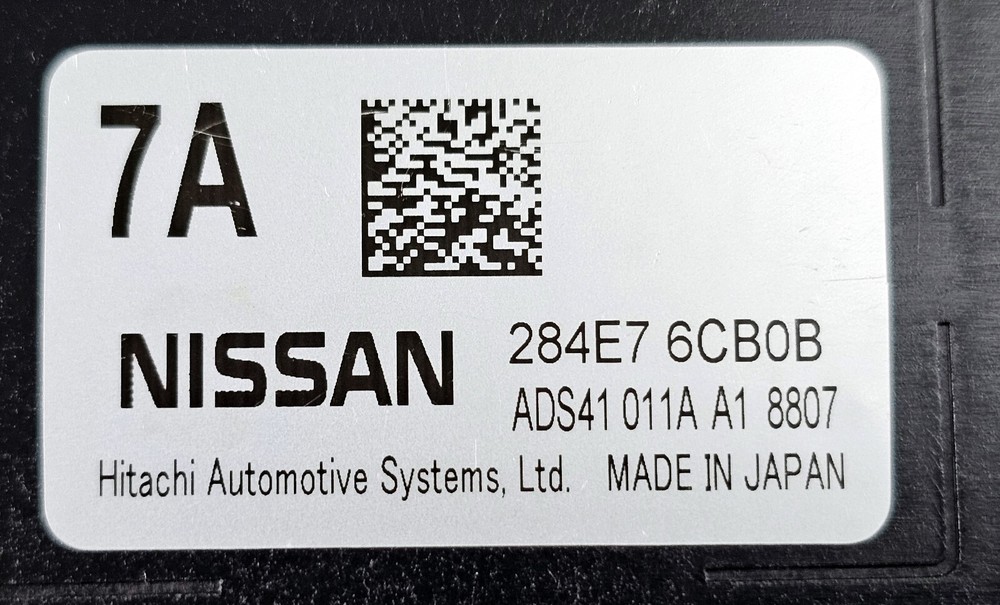 7A
NISSAN
284E7 6CB0B
ADS41 011A A1 8807
Hitachi Automotive Systems, Ltd. MADE IN JAPAN